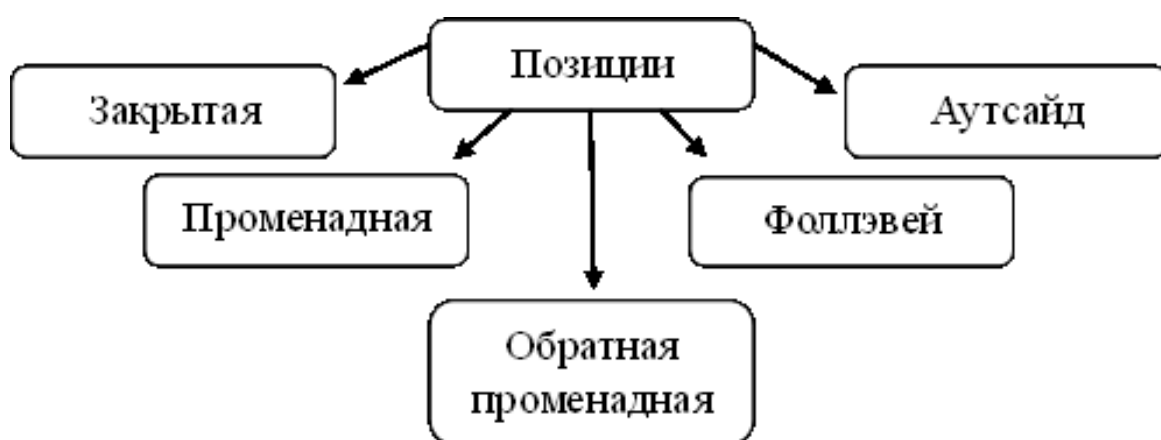 Позиции
Закрытая
Аутсайд
Променадная
Фоллэвей
Обратная
променадная